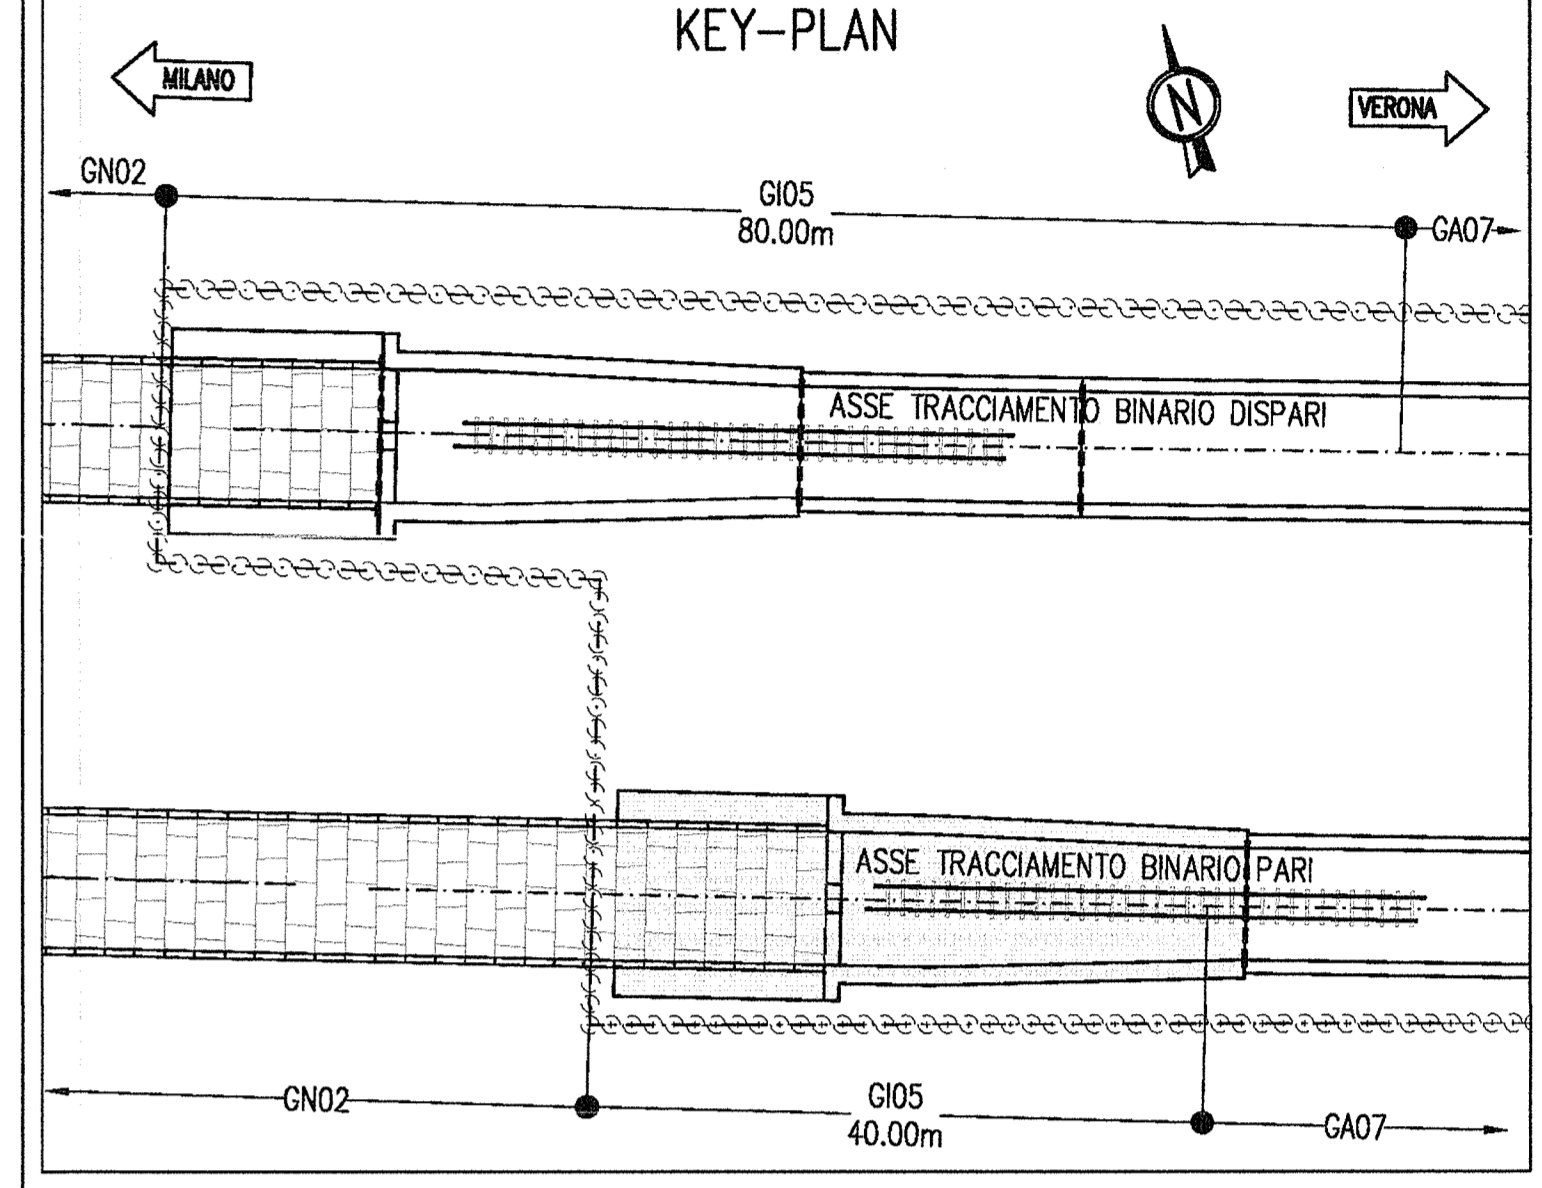 KEY-PLAN
MILANO
N
VERONA
GN02
GI05
80.00m
GA07
ASSE TRACCIAMENTO BINARIO DISPARI
ASSE TRACCIAMENTO BINARIO PARI
GN02
GI05
40.00m
GA07